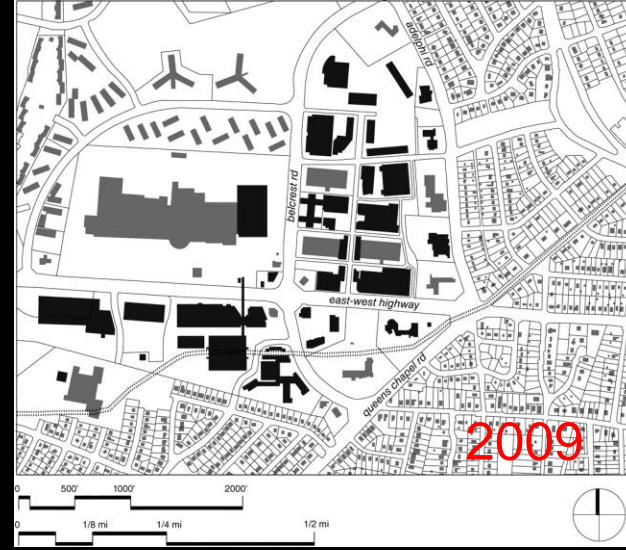 adelphi rd
belcrest rd
east-west highway
queens chapel rd
2009
0 500' 1000' 2000'
0 1/8 mi 1/4 mi 1/2 mi